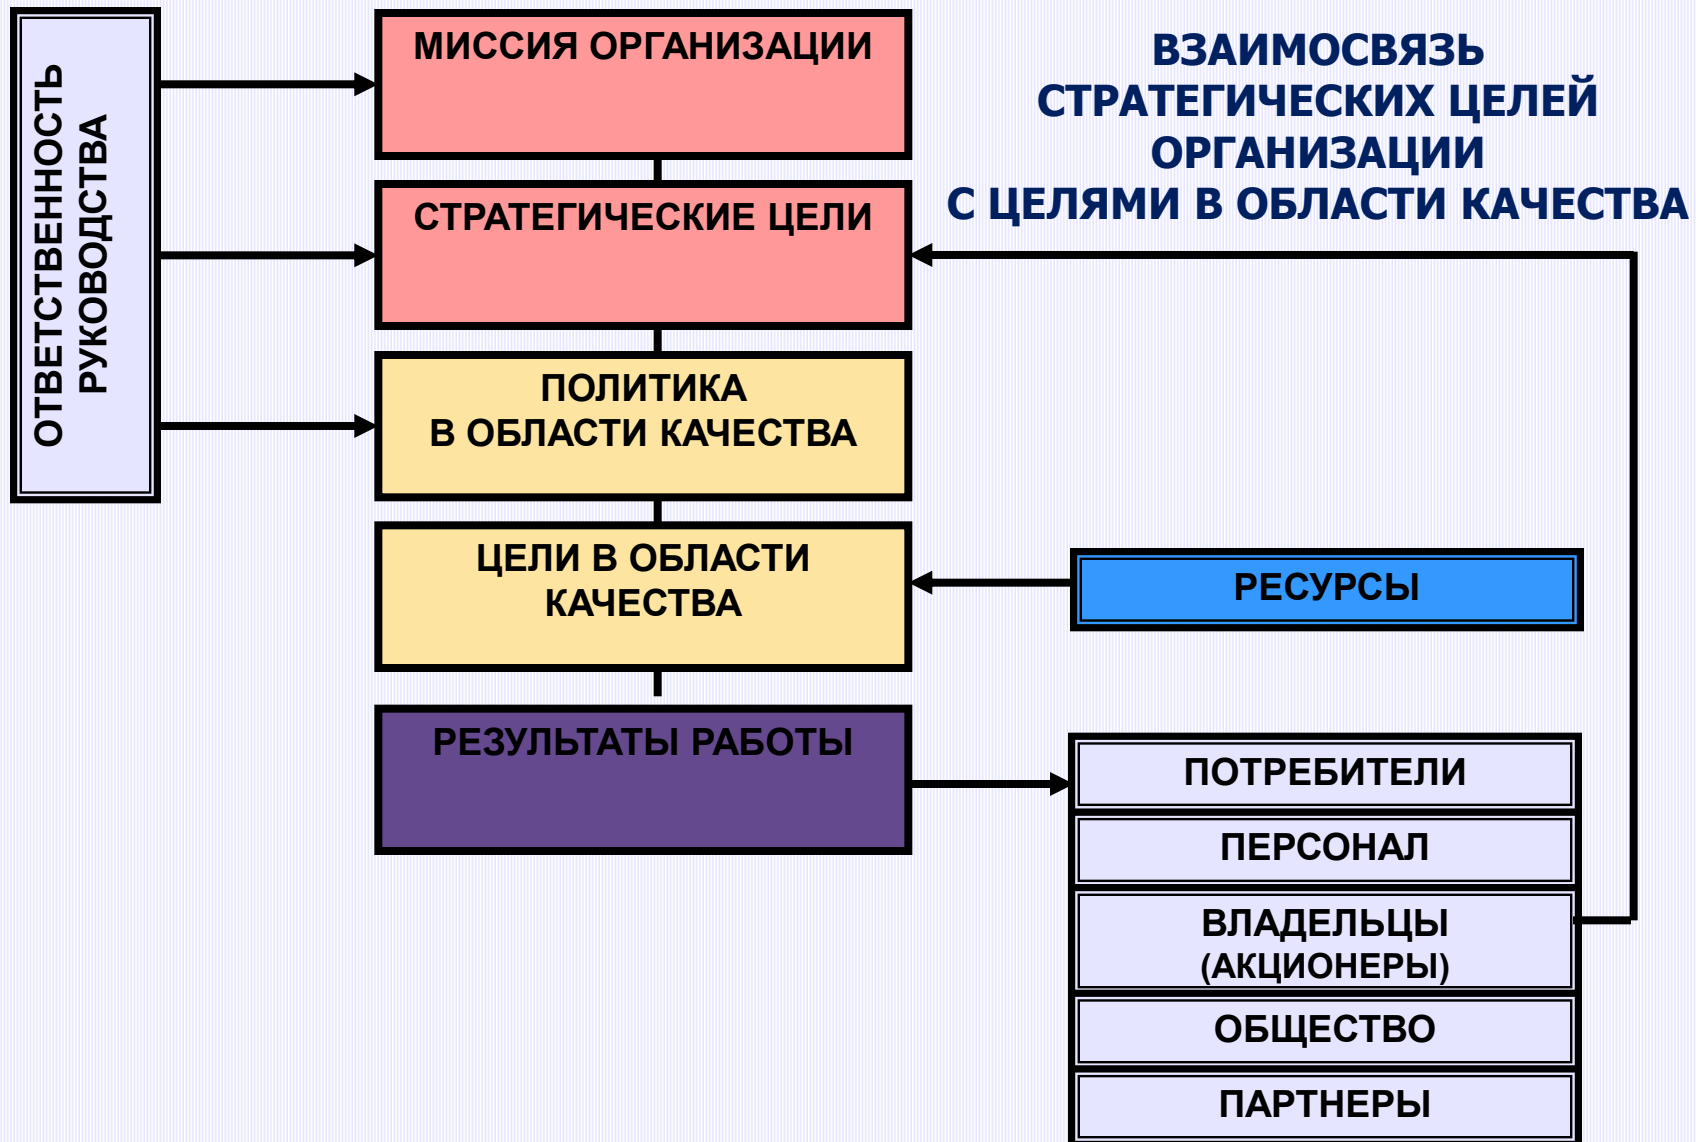 ОТВЕТСТВЕННОСТЬ
РУКОВОДСТВА
МИССИЯ ОРГАНИЗАЦИИ
ВЗАИМОСВЯЗЬ
СТРАТЕГИЧЕСКИХ ЦЕЛЕЙ
ОРГАНИЗАЦИИ
С ЦЕЛЯМИ В ОБЛАСТИ КАЧЕСТВА
СТРАТЕГИЧЕСКИЕ ЦЕЛИ
ПОЛИТИКА
В ОБЛАСТИ КАЧЕСТВА
ЦЕЛИ В ОБЛАСТИ
КАЧЕСТВА
РЕСУРСЫ
РЕЗУЛЬТАТЫ РАБОТЫ
ПОТРЕБИТЕЛИ
ПЕРСОНАЛ
ВЛАДЕЛЬЦЫ
(АКЦИОНЕРЫ)
ОБЩЕСТВО
ПАРТНЕРЫ